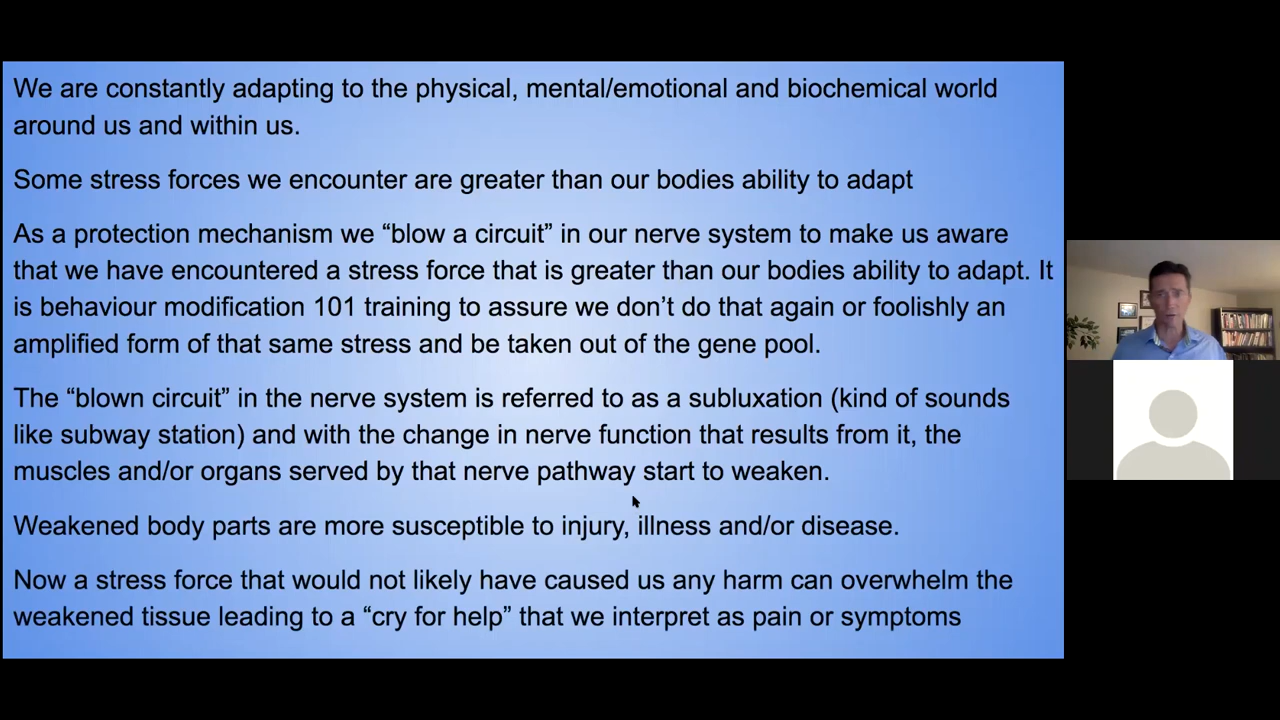 We are constantly adapting to the physical, mental/emotional and biochemical world
around us and within us.
Some stress forces we encounter are greater than our bodies ability to adapt
As a protection mechanism we “blow a circuit” in our nerve system to make us aware
that we have encountered a stress force that is greater than our bodies ability to adapt. It
is behaviour modification 101 training to assure we don’t do that again or foolishly an
amplified form of that same stress and be taken out of the gene pool.
The “blown circuit” in the nerve system is referred to as a subluxation (kind of sounds
like subway station) and with the change in nerve function that results from it, the
muscles and/or organs served by that nerve pathway start to weaken.
Weakened body parts are more susceptible to injury, illness and/or disease.
Now a stress force that would not likely have caused us any harm can overwhelm the
weakened tissue leading to a “cry for help” that we interpret as pain or symptoms